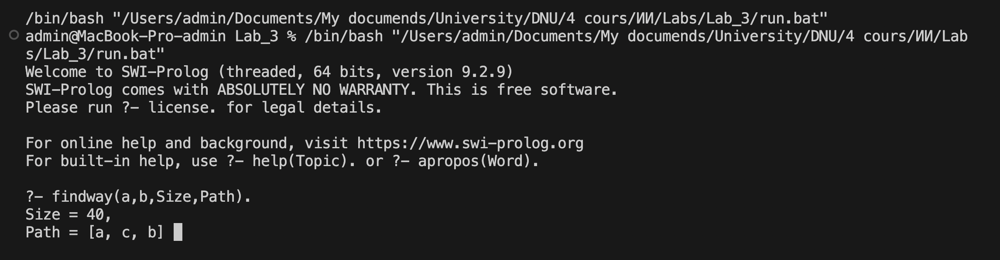 /bin/bash "/Users/admin/Documents/My documends/University/DNU/4 cours/ИИ/Labs/Lab_3/run.bat"
admin@MacBook-Pro-admin Lab_3 % /bin/bash "/Users/admin/Documents/My documends/University/DNU/4 cours/ИИ/Lab
s/Lab_3/run.bat"
Welcome to SWI-Prolog (threaded, 64 bits, version 9.2.9)
SWI-Prolog comes with ABSOLUTELY NO WARRANTY. This is free software.
Please run ?- license. for legal details.
For online help and background, visit https://www.swi-prolog.org
For built-in help, use ?- help(Topic). or ?- apropos(Word).
?- findway(a,b,Size,Path).
Size = 40,
Path = [a, c, b]